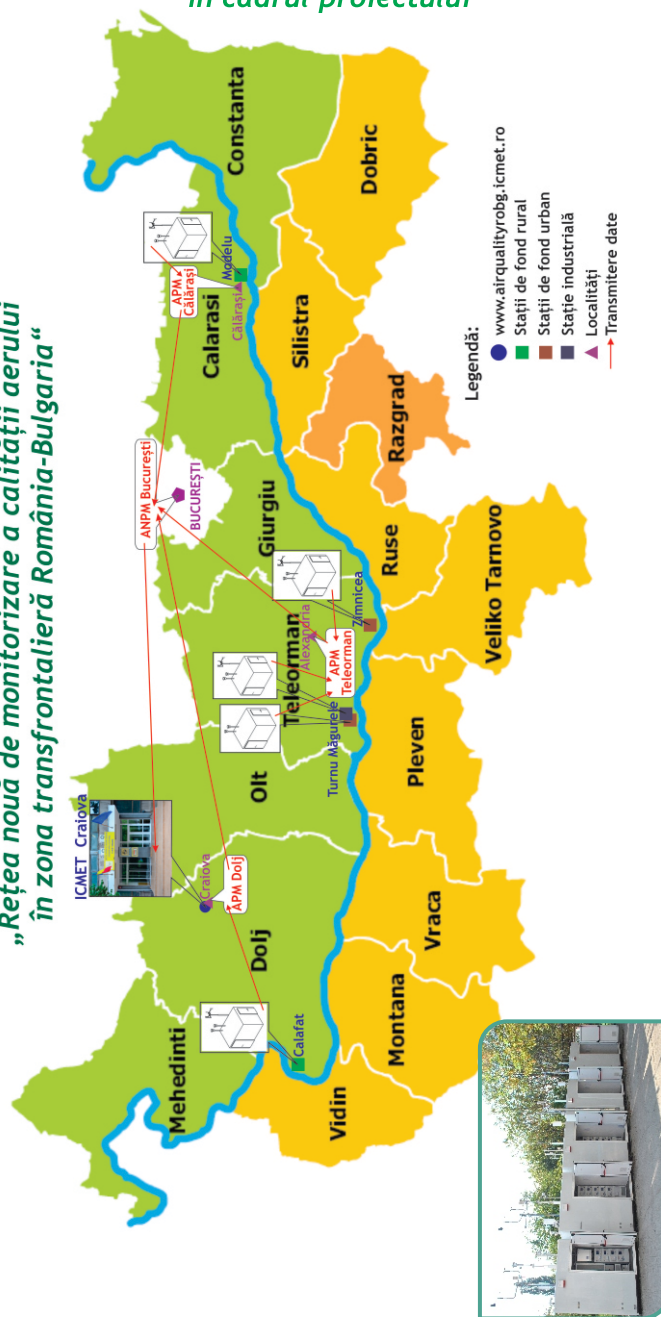 în cadrul proiectului
„Rețea nouă de monitorizare a calității aerului
în zona transfrontalieră România-Bulgaria“
ICMET Craiova
Craiova
APM Dolj
Mehedinti
Dolj
Calafat
Olt
Teleorman
Turnu Măgurele
Alexandria
APM
Teleorman
Zimnicea
Giurgiu
ANPM București
BUCUREȘTI
Calarasi
APM
Călărași
Călărași
Modelu
Constanta
Vidin
Montana
Vraca
Pleven
Veliko Tarnovo
Ruse
Razgrad
Silistra
Dobric
Legendă:
www.airqualityrobg.icmet.ro
Stații de fond rural
Stații de fond urban
Stație industrială
Localități
Transmitere date